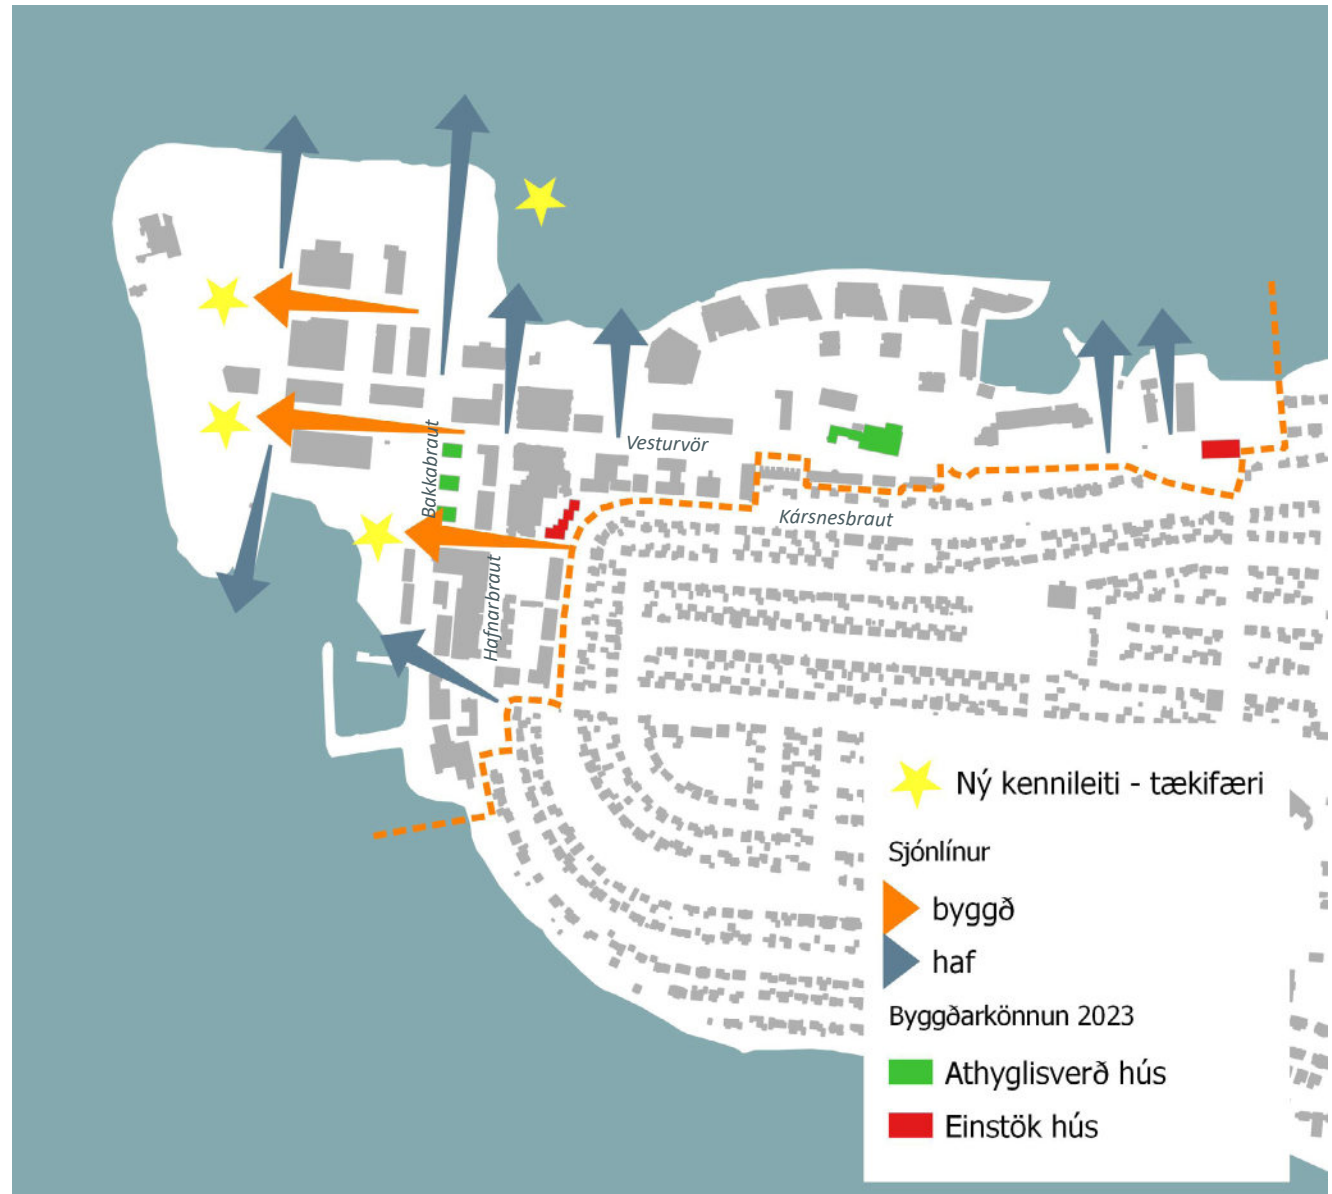 Bakkabraut
Vesturvör
Kársnesbraut
Hafnarbraut
Ný kennileiti - tækifæri
Sjónlínur
byggð
haf
Byggðarkönnun 2023
Athyglisverð hús
Einstök hús